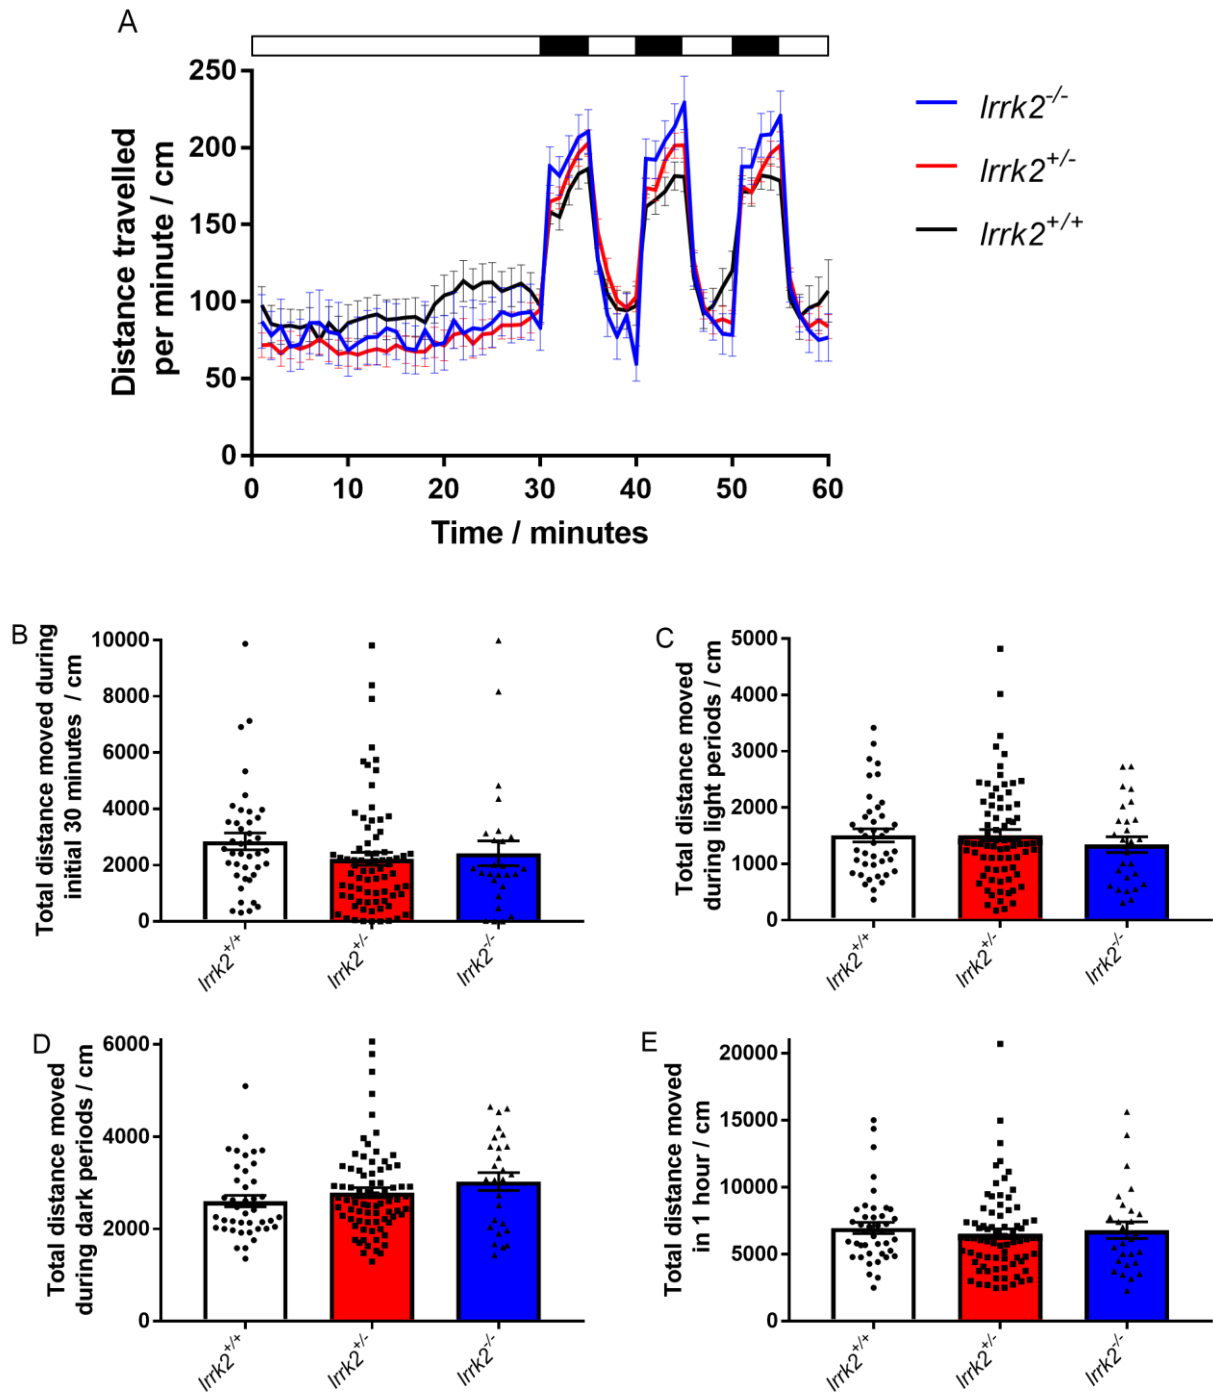 A
Distance travelled
per minute / cm
250
200
150
100
50
0
0 10 20 30 40 50 60
Time / minutes
lrrk2-/-
lrrk2+/-
lrrk2+/+
B
Total distance moved during
initial 30 minutes / cm
10000
8000
6000
4000
2000
0
lrrk2+/+ lrrk2+/- lrrk2-/-
C
Total distance moved
during light periods / cm
5000
4000
3000
2000
1000
0
lrrk2+/+ lrrk2+/- lrrk2-/-
D
Total distance moved
during dark periods / cm
6000
4000
2000
0
lrrk2+/+ lrrk2+/- lrrk2-/-
E
Total distance moved
in 1 hour / cm
20000
15000
10000
5000
0
lrrk2+/+ lrrk2+/- lrrk2-/-